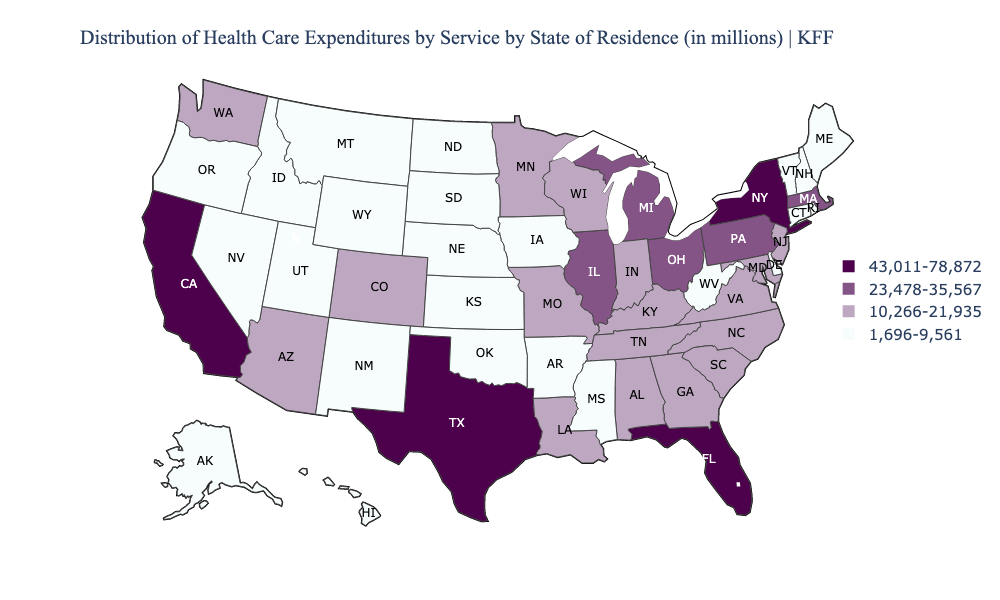 Distribution of Health Care Expenditures by Service by State of Residence (in millions) | KFF
WA
MT
ND
MN
ME
OR
ID
SD
WI
VT
NH
WY
MI
NY
MA
CT
RI
NE
IA
PA
NJ
NV
UT
CO
IL
IN
OH
MD
DE
CA
KS
MO
WV
VA
KY
AZ
NM
OK
AR
TN
NC
SC
MS
AL
GA
TX
LA
FL
AK
HI
43,011-78,872
23,478-35,567
10,266-21,935
1,696-9,561